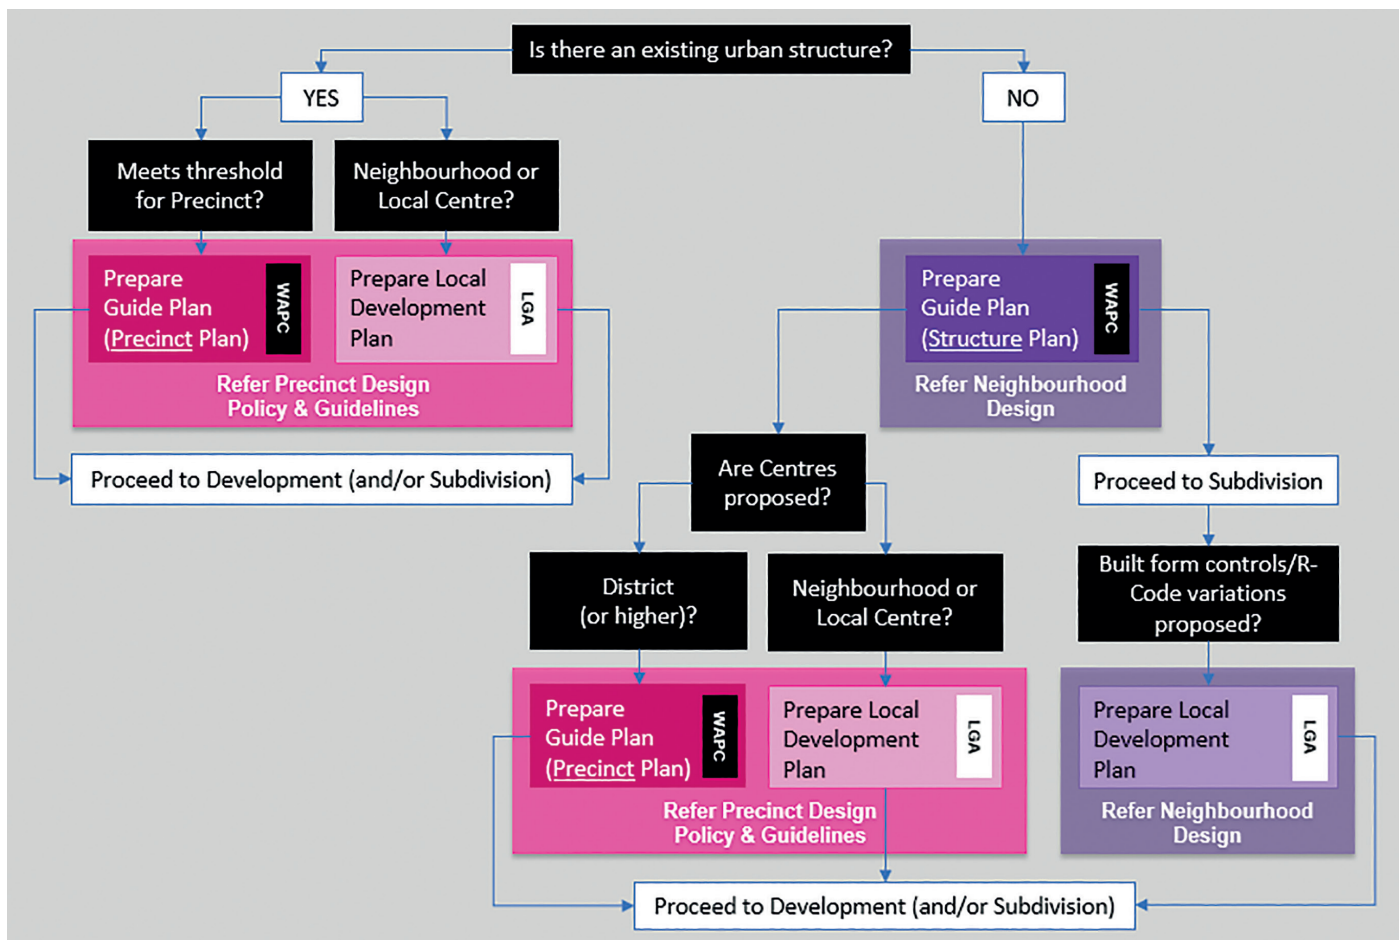 Is there an existing urban structure?
YES
NO
Meets threshold
for Precinct?
Neighbourhood or
Local Centre?
Prepare
Guide Plan
(Precinct Plan)
WAPC
Prepare Local
Development
Plan
LGA
Refer Precinct Design
Policy & Guidelines
Prepare
Guide Plan
(Structure Plan)
WAPC
Refer Neighbourhood
Design
Proceed to Development (and/or Subdivision)
Are Centres
proposed?
Proceed to Subdivision
District
(or higher)?
Neighbourhood or
Local Centre?
Built form controls/R-
Code variations
proposed?
Prepare
Guide Plan
(Precinct Plan)
WAPC
Prepare Local
Development
Plan
LGA
Refer Precinct Design
Policy & Guidelines
Prepare Local
Development
Plan
LGA
Refer Neighbourhood
Design
Proceed to Development (and/or Subdivision)